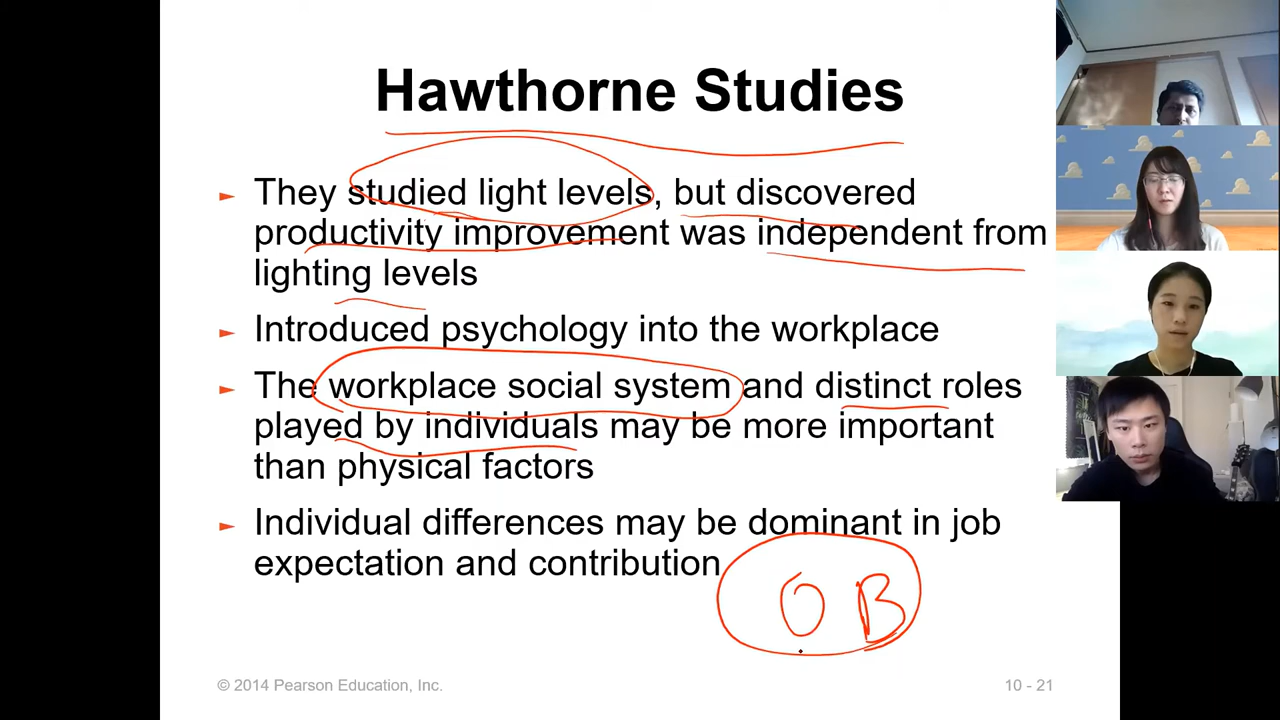 Hawthorne Studies
► They studied light levels, but discovered
productivity improvement was independent from
lighting levels
► Introduced psychology into the workplace
► The workplace social system and distinct roles
played by individuals may be more important
than physical factors
► Individual differences may be dominant in job
expectation and contribution
O B
© 2014 Pearson Education, Inc.
10 - 21